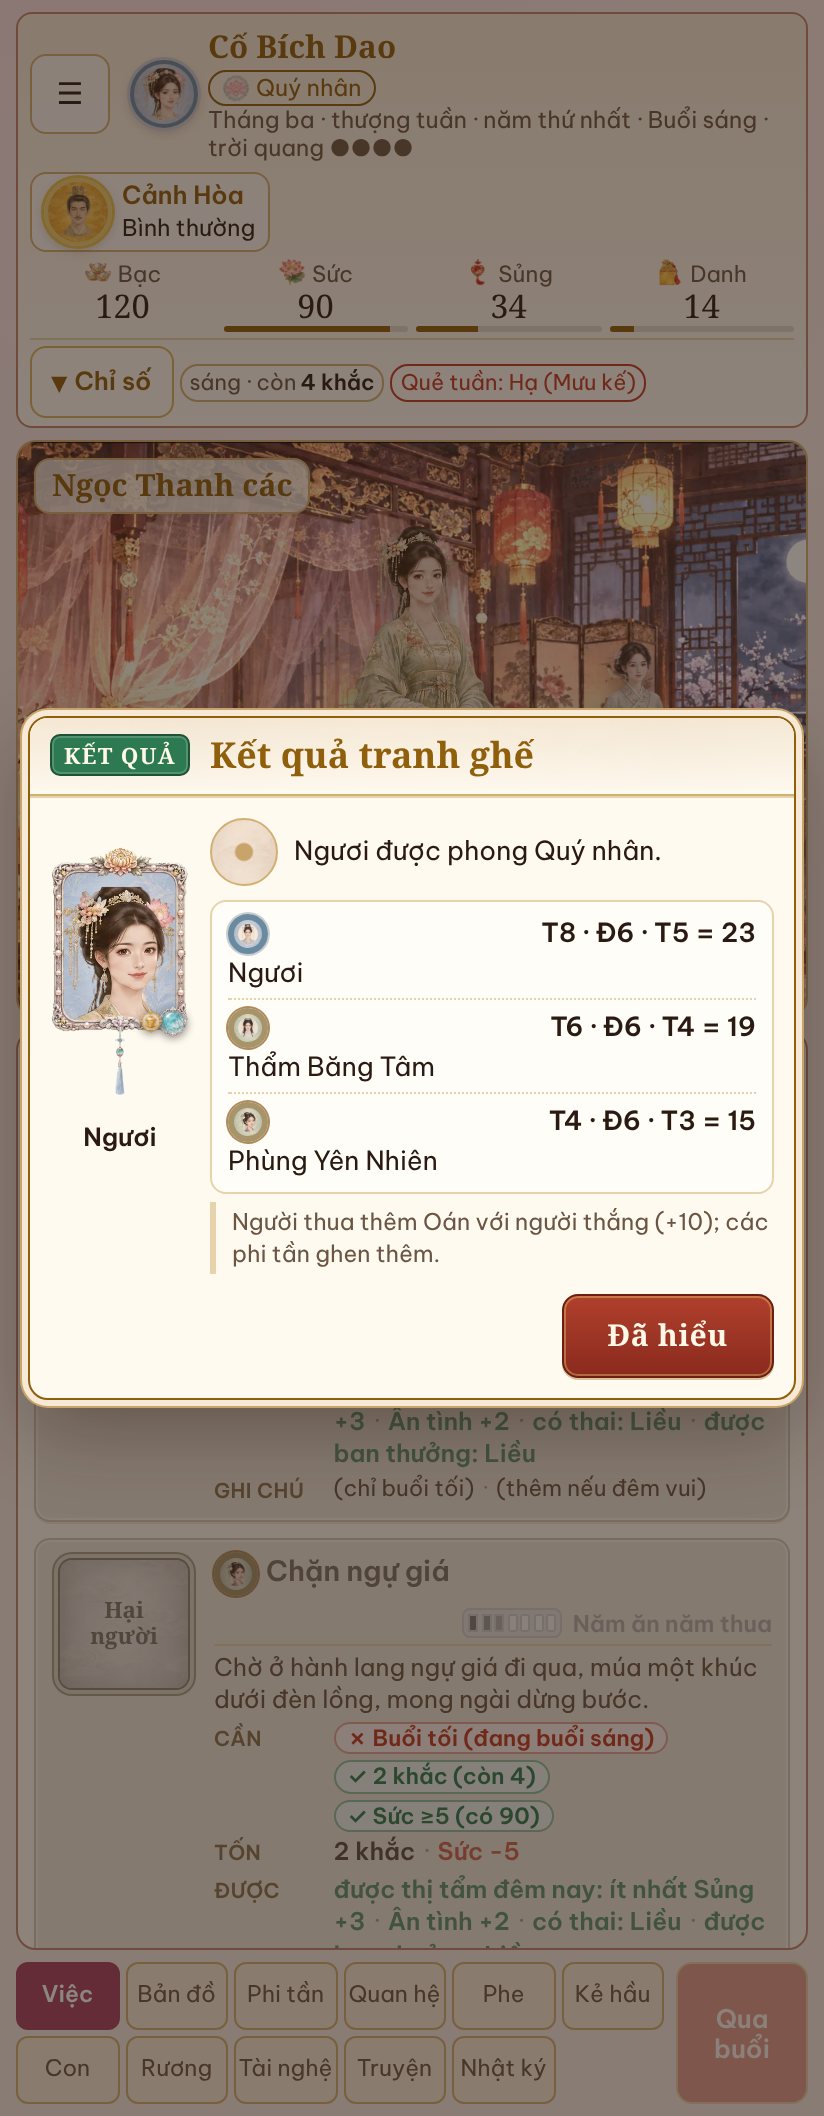 Cố Bích Dao
Quý nhân
Tháng ba · thượng tuần · năm thứ nhất · Buổi sáng ·
trời quang ●●●●
Cảnh Hòa
Bình thường
Bạc
Sức
Sủng
Danh
120
90
34
14
▼ Chỉ số
sáng · còn 4 khắc
Quẻ tuần: Hạ (Mưu kế)
Ngọc Thanh các
KẾT QUẢ
Kết quả tranh ghế
Ngươi được phong Quý nhân.
T8 · Đ6 · T5 = 23
Ngươi
T6 · Đ6 · T4 = 19
Thẩm Băng Tâm
T4 · Đ6 · T3 = 15
Phùng Yên Nhiên
Ngươi
Người thua thêm Oán với người thắng (+10); các
phi tần ghen thêm.
Đã hiểu
+3 · Ân tình +2 · có thai: Liều · được
ban thưởng: Liều
GHI CHÚ
(chỉ buổi tối) · (thêm nếu đêm vui)
Hại
người
Chặn ngự giá
Năm ăn năm thua
Chờ ở hành lang ngự giá đi qua, múa một khúc
dưới đèn lồng, mong ngài dừng bước.
CẦN
× Buổi tối (đang buổi sáng)
✓ 2 khắc (còn 4)
✓ Sức ≥5 (có 90)
TỐN
2 khắc · Sức -5
ĐƯỢC
được thị tẩm đêm nay: ít nhất Sủng
+3 · Ân tình +2 · có thai: Liều · được
Việc
Bản đồ
Phi tần
Quan hệ
Phe
Kẻ hầu
Qua
buổi
Con
Rương
Tài nghệ
Truyện
Nhật ký